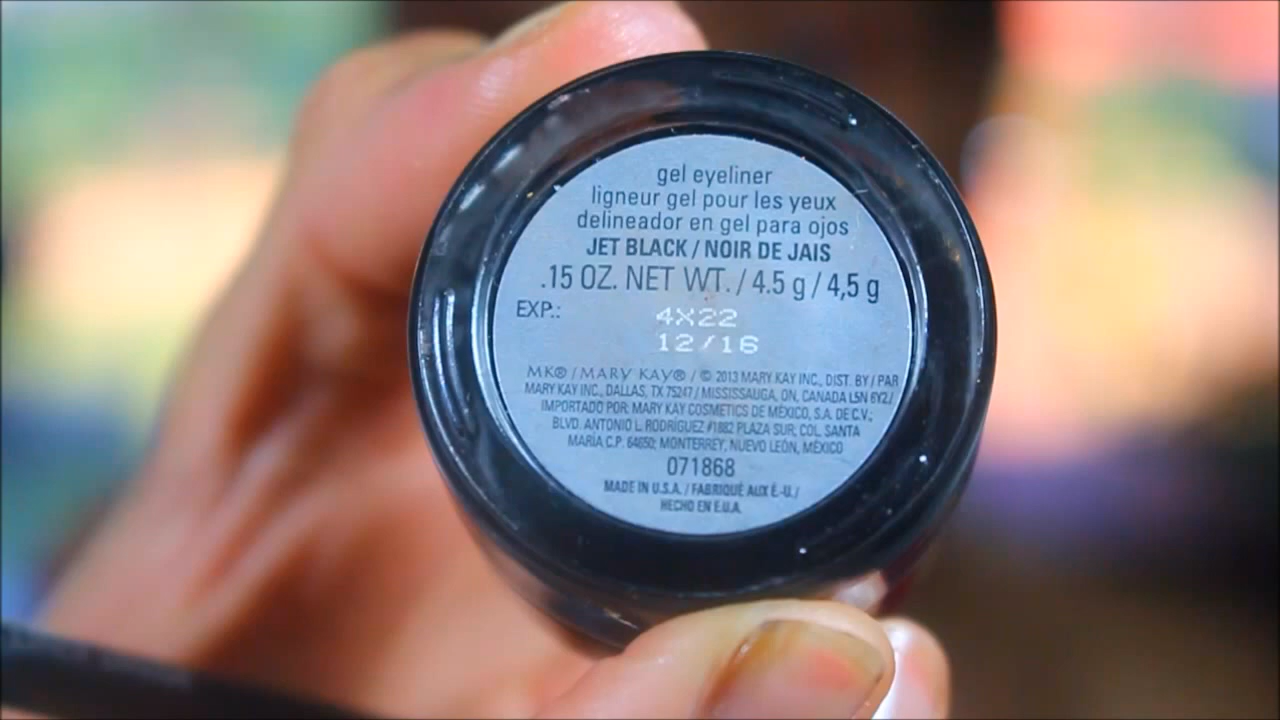 gel eyeliner
ligneur gel pour les yeux
delineador en gel para ojos
JET BLACK / NOIR DE JAIS
.15 OZ. NET WT. / 4.5 g / 4,5 g
EXP.:
4X22
12/16
MK® / MARY KAY® / © 2013 MARY KAY INC., DIST. BY / PAR
MARY KAY INC., DALLAS, TX 75247 / MISSISSAUGA, ON, CANADA L5N 6Y2 /
IMPORTADO POR: MARY KAY COSMETICS DE MÉXICO, S.A. DE C.V.;
BLVD. ANTONIO L. RODRÍGUEZ #1882 PLAZA SUR; COL. SANTA
MARÍA C.P. 64650; MONTERREY, NUEVO LEÓN, MÉXICO
071868
MADE IN U.S.A. / FABRIQUÉ AUX É.-U. /
HECHO EN E.U.A.